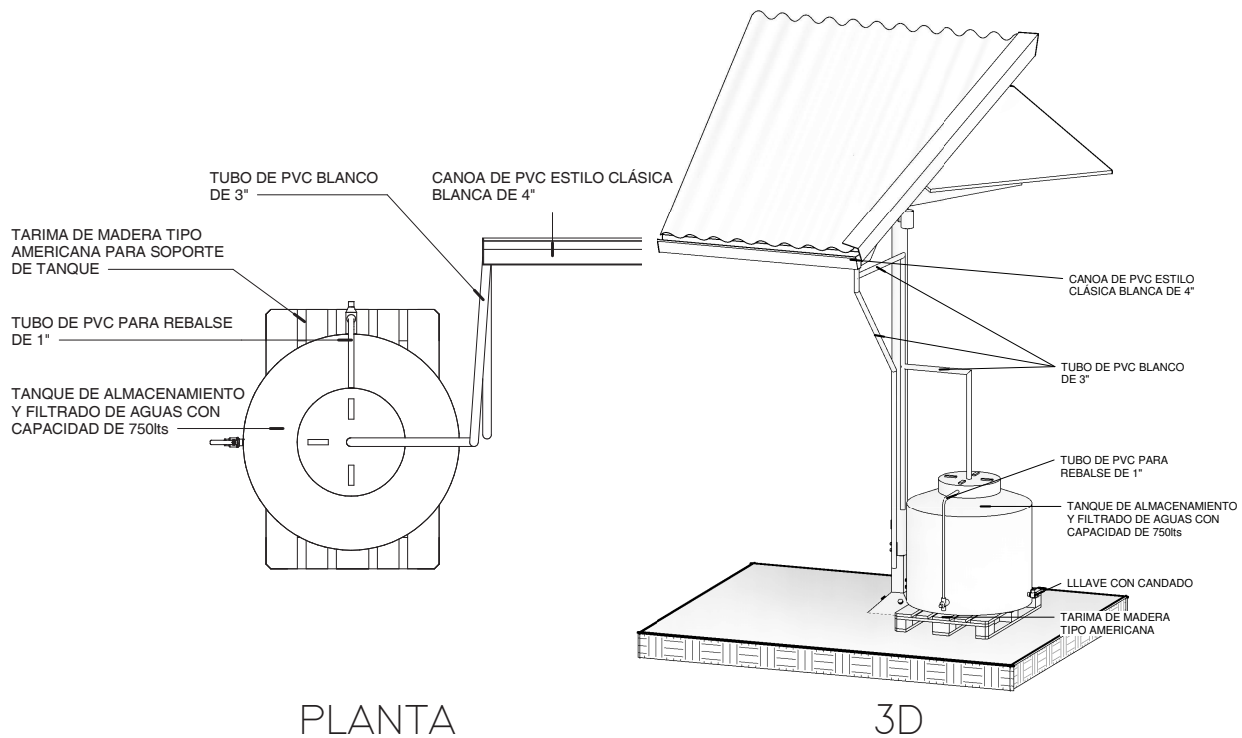 TUBO DE PVC BLANCO
DE 3"
CANOA DE PVC ESTILO CLÁSICA
BLANCA DE 4"
TARIMA DE MADERA TIPO
AMERICANA PARA SOPORTE
DE TANQUE
TUBO DE PVC PARA REBALSE
DE 1"
TANQUE DE ALMACENAMIENTO
Y FILTRADO DE AGUAS CON
CAPACIDAD DE 750lts
PLANTA
CANOA DE PVC ESTILO
CLÁSICA BLANCA DE 4"
TUBO DE PVC BLANCO
DE 3"
TUBO DE PVC PARA
REBALSE DE 1"
TANQUE DE ALMACENAMIENTO
Y FILTRADO DE AGUAS CON
CAPACIDAD DE 750lts
LLLAVE CON CANDADO
TARIMA DE MADERA
TIPO AMERICANA
3D